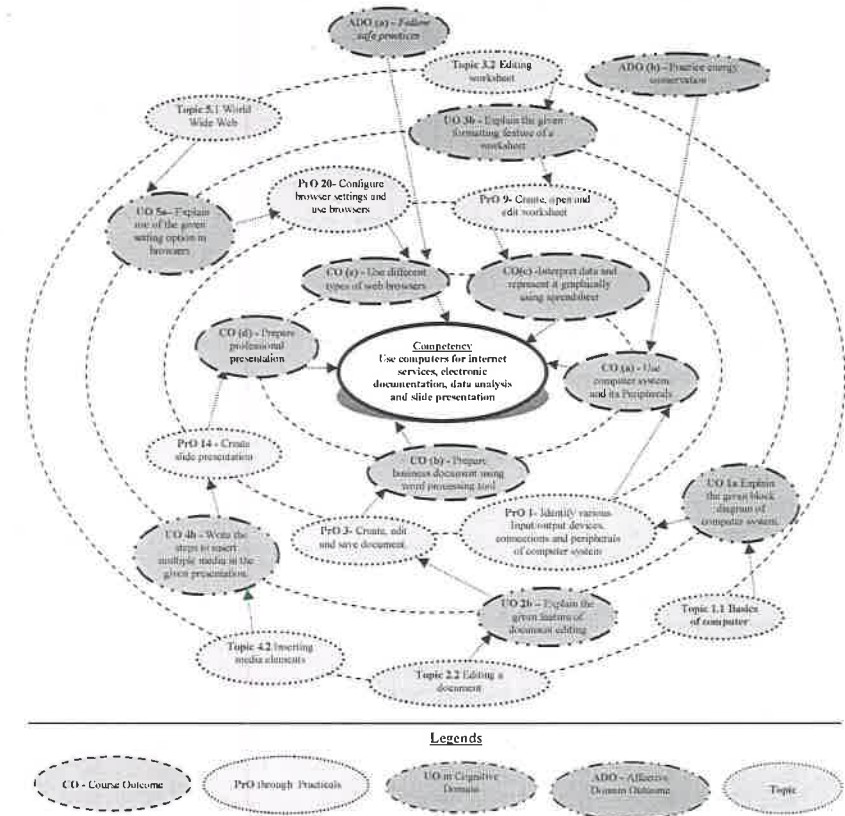 ADO (a) - Follow
safe practices
Topic 3.2 Editing
worksheet
ADO (b) - Practice energy
conservation
Topic 5.1 World
Wide Web
UO 3b - Explain the given
formatting feature of a
worksheet
PrO 20- Configure
browser settings and
use browsers
PrO 9- Create, open and
edit worksheet
UO 5a- Explain
use of the given
setting option in
browsers
CO (e) - Use different
types of web browsers
CO(c) -Interpret data and
represent it graphically
using spreadsheet
CO (d) - Prepare
professional
presentation
Competency
Use computers for internet
services, electronic
documentation, data analysis
and slide presentation
CO (a) - Use
computer system
and its Peripherals
PrO 14 - Create
slide presentation
CO (b) - Prepare
business document using
word processing tool
UO 1a Explain
the given block
diagram of
computer system.
PrO 1- Identify various
Input/output devices,
connections and peripherals
of computer system
PrO 3- Create, edit
and save document.
UO 4b - Write the
steps to insert
multiple media in the
given presentation.
UO 2b - Explain the
given feature of
document editing
Topic 1.1 Basics
of computer
Topic 4.2 Inserting
media elements
Topic 2.2 Editing a
document
Legends
CO - Course Outcome
PrO through Practicals
UO in Cognitive
Domain
ADO - Affective
Domain Outcome
Topic